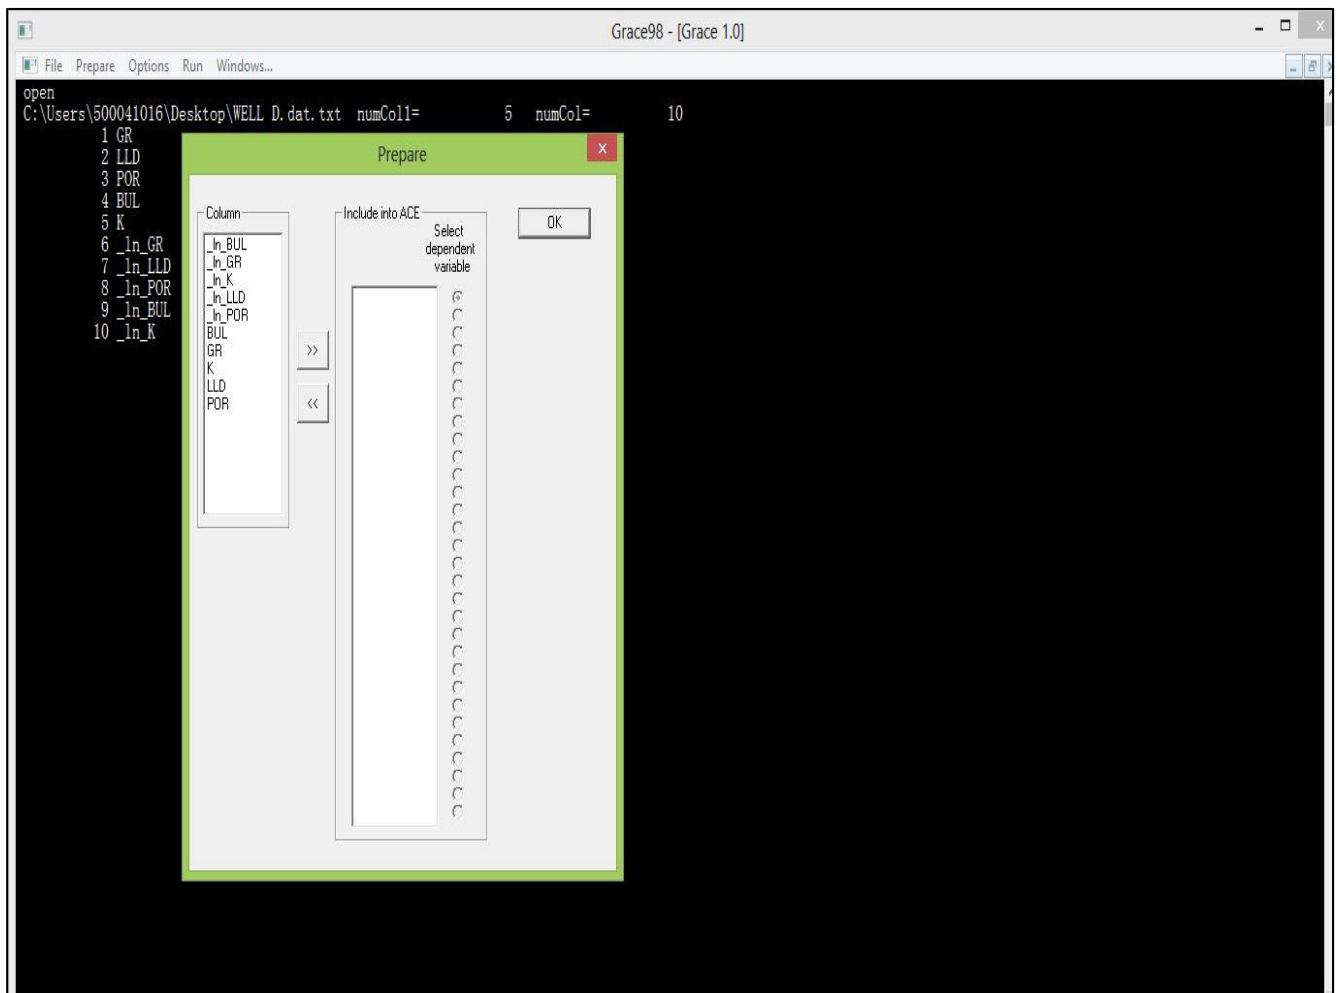 Grace98 - [Grace 1.0]
File Prepare Options Run Windows...
open
C:\Users\500041016\Desktop\WELL D.dat.txt numCol1= 5 numCol= 10
1 GR
2 LLD
3 POR
4 BUL
5 K
6 _ln_GR
7 _ln_LLD
8 _ln_POR
9 _ln_BUL
10 _ln_K
Prepare
x
Column
_ln_BUL
_ln_GR
_ln_K
_ln_LLD
_ln_POR
BUL
GR
K
LLD
POR
>>
<<
Include into ACE
Select
dependent
variable
OK